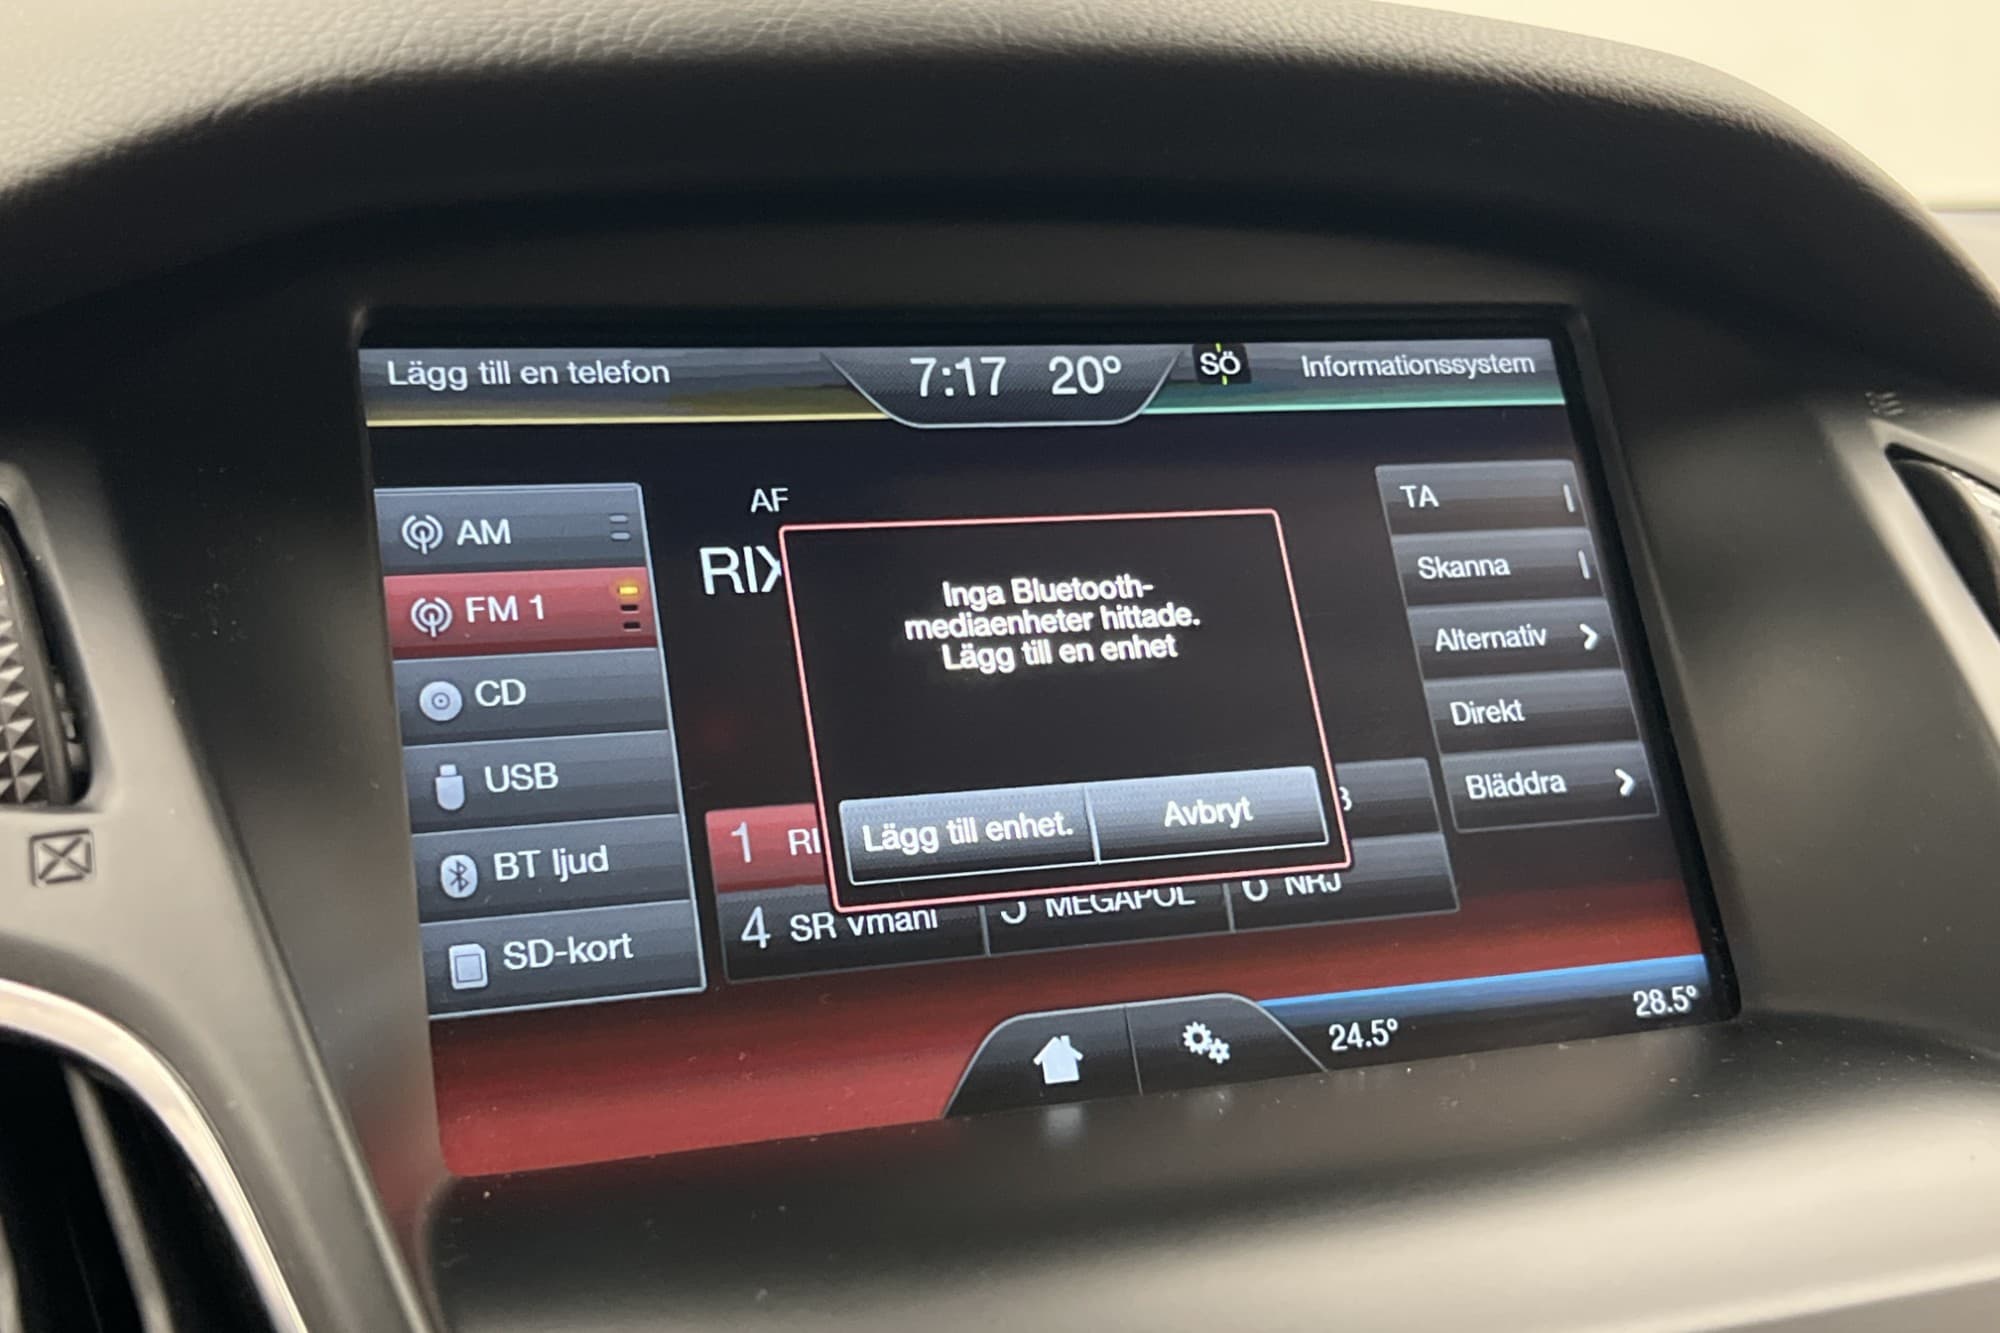 Lägg till en telefon
7:17 20°
SÖ
Informationssystem
AM
FM 1
CD
USB
BT ljud
SD-kort
AF
Inga Bluetooth-
mediaenheter hittade.
Lägg till en enhet
Lägg till enhet.
Avbryt
1
4 SR Vmanl
MEGAPOL
NRJ
TA
Skanna
Alternativ
Direkt
Bläddra
24.5°
28.5°